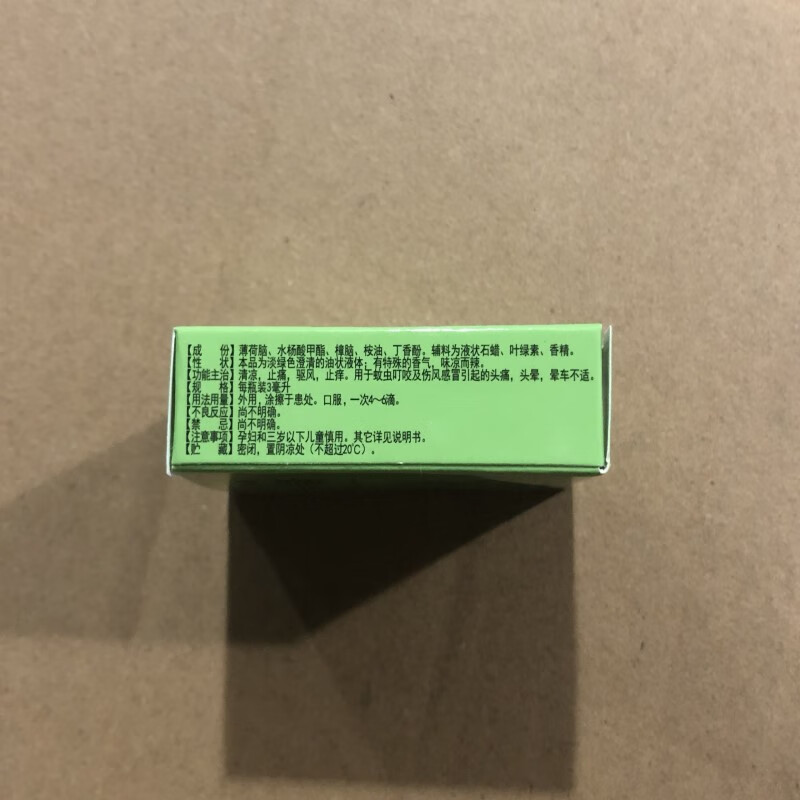 【成　份】薄荷脑、水杨酸甲酯、樟脑、桉油、丁香酚。辅料为液状石蜡、叶绿素、香精。
【性　状】本品为淡绿色澄清的油状液体；有特殊的香气，味凉而辣。
【功能主治】清凉，止痛，驱风，止痒。用于蚊虫叮咬及伤风感冒引起的头痛，头晕，晕车不适。
【规　格】每瓶装3毫升
【用法用量】外用，涂擦于患处。口服，一次4～6滴。
【不良反应】尚不明确。
【禁　忌】尚不明确。
【注意事项】孕妇和三岁以下儿童慎用。其它详见说明书。
【贮　藏】密闭，置阴凉处（不超过20℃）。